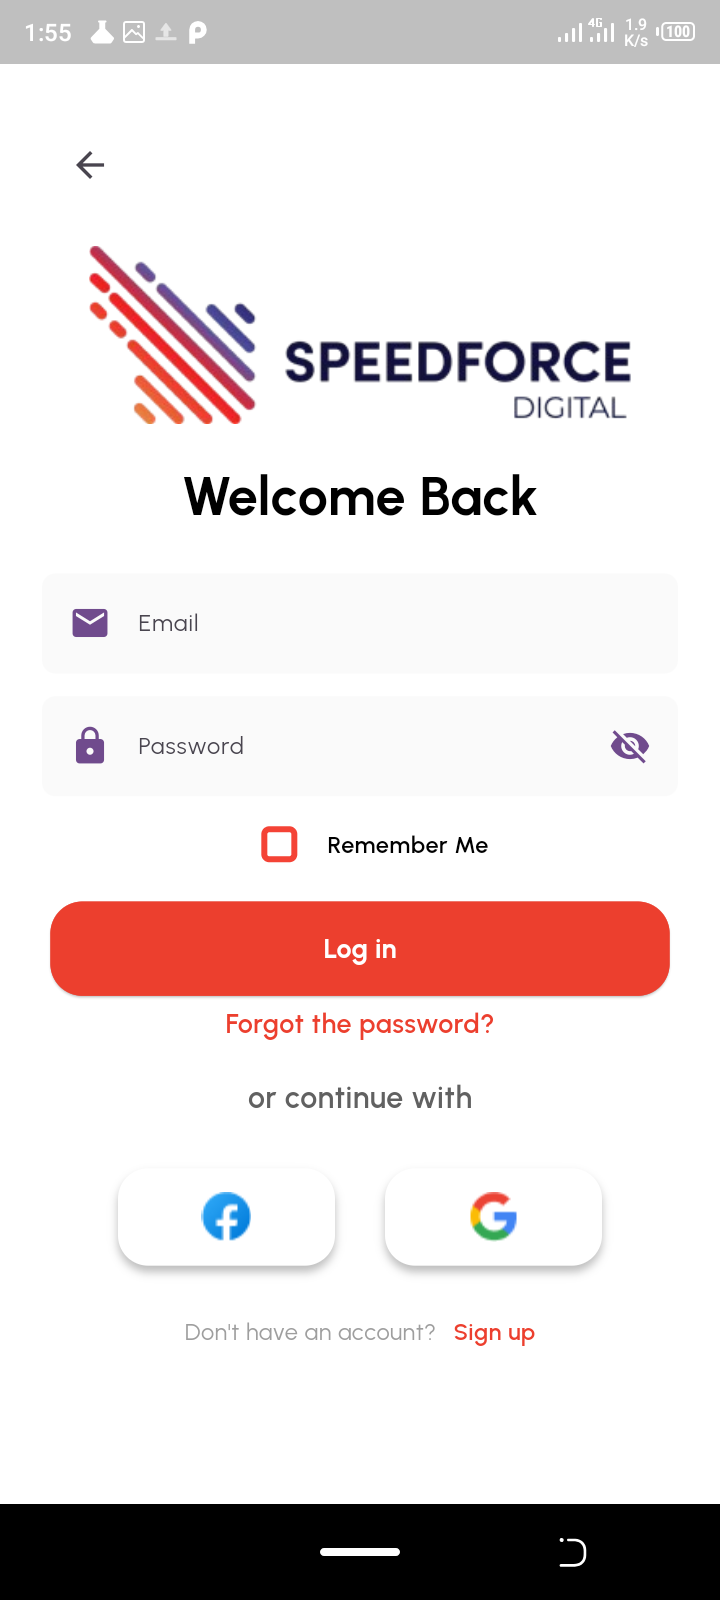 1:55 4G 1.9 K/s 100
SPEEDFORCE
DIGITAL
Welcome Back
Email
Password
Remember Me
Log in
Forgot the password?
or continue with
Don't have an account? Sign up